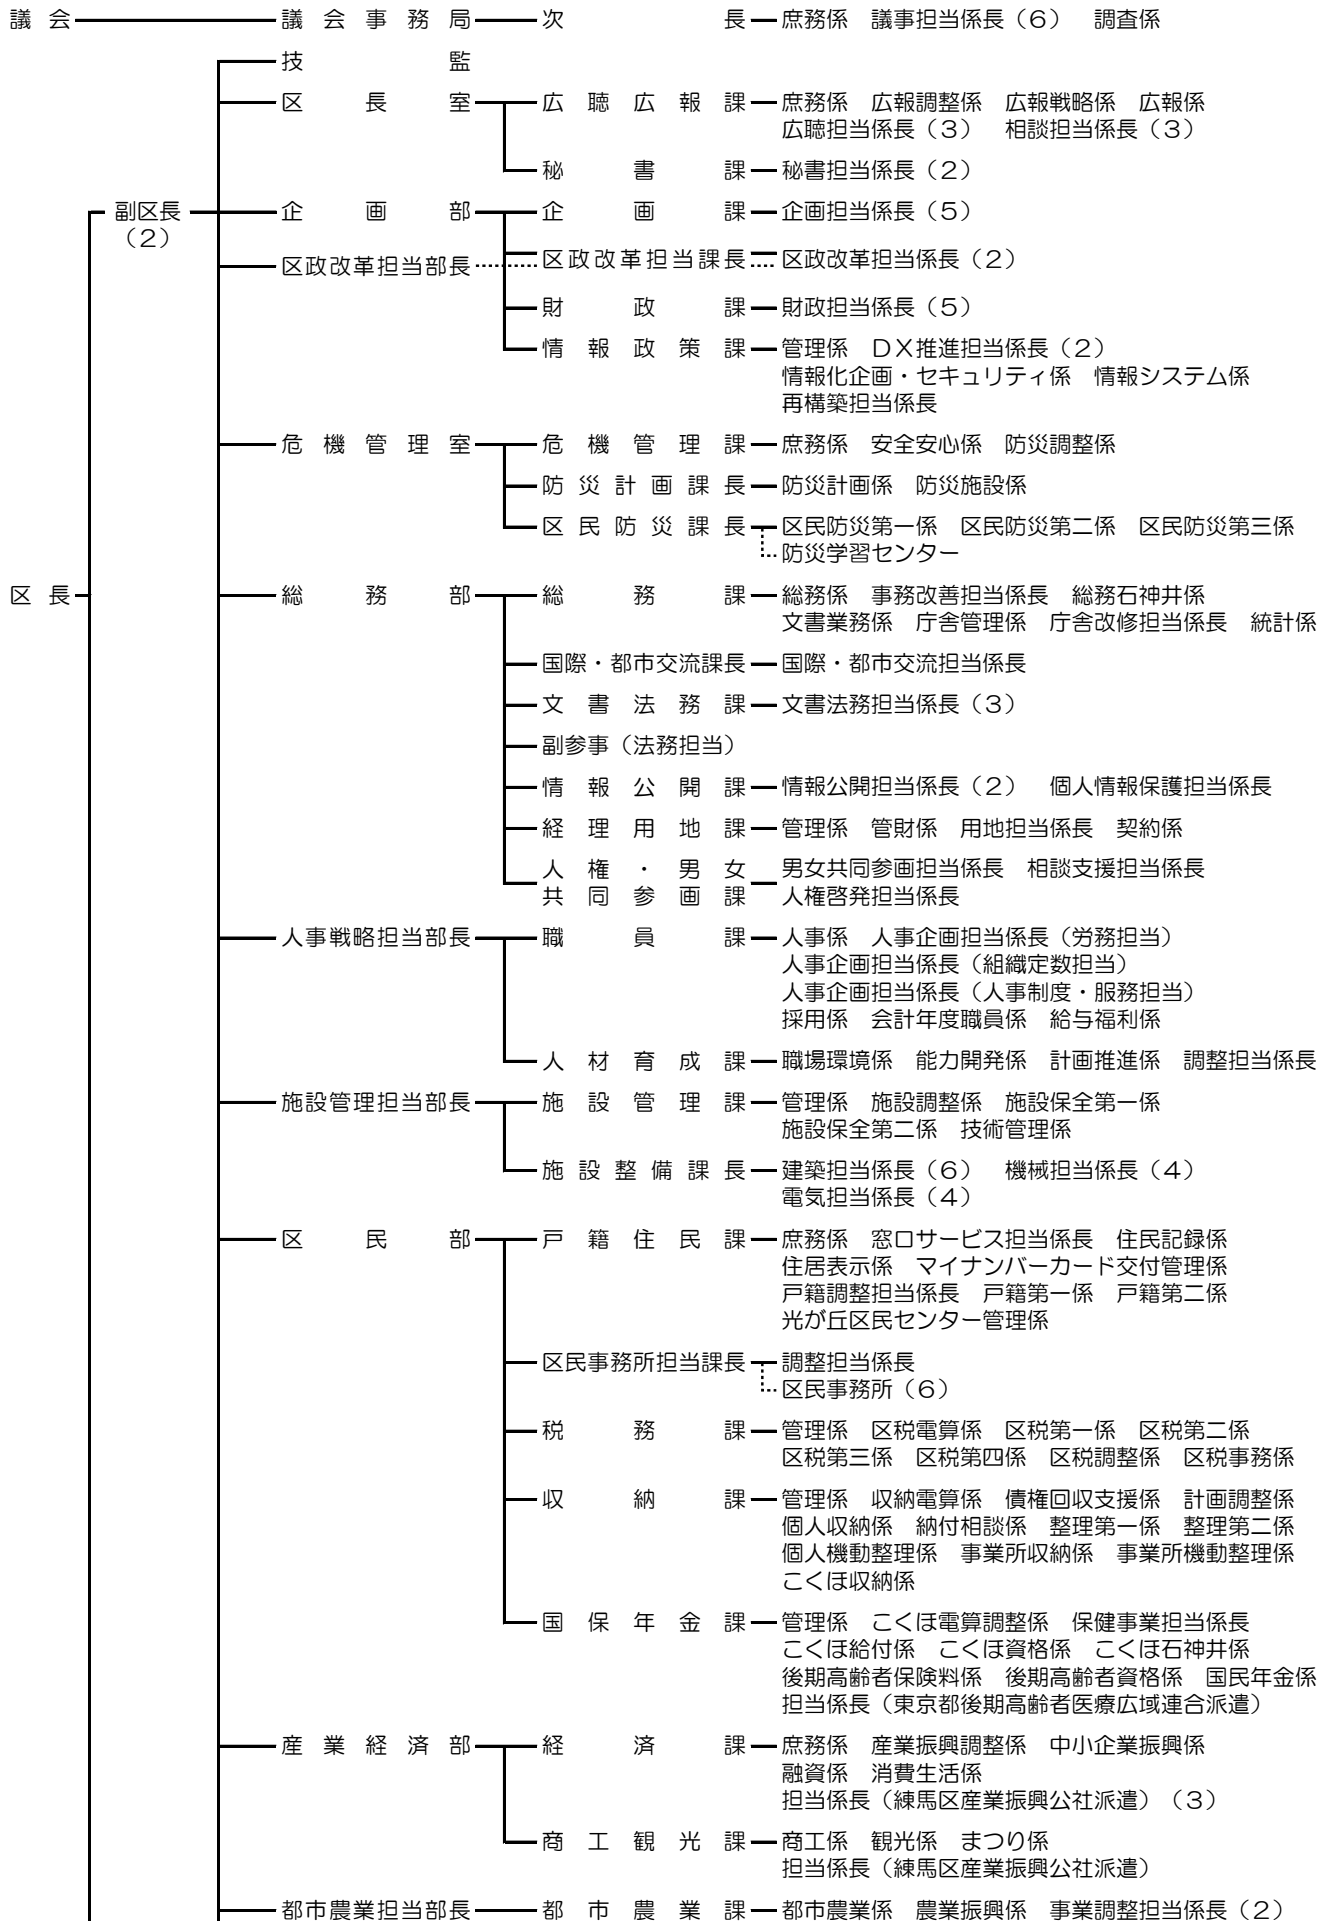 議会 議会事務局 次長 庶務係 議事担当係長（６） 調査係
技監
区長室 広聴広報課 庶務係 広報調整係 広報戦略係 広報係
広聴担当係長（３） 相談担当係長（３）
秘書課 秘書担当係長（２）
副区長 企画部 企画課 企画担当係長（５）
（２）
区政改革担当部長 区政改革担当課長 区政改革担当係長（２）
財政課 財政担当係長（５）
情報政策課 管理係 ＤＸ推進担当係長（２）
情報化企画・セキュリティ係 情報システム係
再構築担当係長
危機管理室 危機管理課 庶務係 安全安心係 防災調整係
防災計画課長 防災計画係 防災施設係
区民防災課長 区民防災第一係 区民防災第二係 区民防災第三係
防災学習センター
区長 総務部 総務課 総務係 事務改善担当係長 総務石神井係
文書業務係 庁舎管理係 庁舎改修担当係長 統計係
国際・都市交流課長 国際・都市交流担当係長
文書法務課 文書法務担当係長（３）
副参事（法務担当）
情報公開課 情報公開担当係長（２） 個人情報保護担当係長
経理用地課 管理係 管財係 用地担当係長 契約係
人権・男女 男女共同参画担当係長 相談支援担当係長
共同参画課 人権啓発担当係長
人事戦略担当部長 職員課 人事係 人事企画担当係長（労務担当）
人事企画担当係長（組織定数担当）
人事企画担当係長（人事制度・服務担当）
採用係 会計年度職員係 給与福利係
人材育成課 職場環境係 能力開発係 計画推進係 調整担当係長
施設管理担当部長 施設管理課 管理係 施設調整係 施設保全第一係
施設保全第二係 技術管理係
施設整備課長 建築担当係長（６） 機械担当係長（４）
電気担当係長（４）
区民部 戸籍住民課 庶務係 窓口サービス担当係長 住民記録係
住居表示係 マイナンバーカード交付管理係
戸籍調整担当係長 戸籍第一係 戸籍第二係
光が丘区民センター管理係
区民事務所担当課長 調整担当係長
区民事務所（６）
税務課 管理係 区税電算係 区税第一係 区税第二係
区税第三係 区税第四係 区税調整係 区税事務係
収納課 管理係 収納電算係 債権回収支援係 計画調整係
個人収納係 納付相談係 整理第一係 整理第二係
個人機動整理係 事業所収納係 事業所機動整理係
こくほ収納係
国保年金課 管理係 こくほ電算調整係 保健事業担当係長
こくほ給付係 こくほ資格係 こくほ石神井係
後期高齢者保険料係 後期高齢者資格係 国民年金係
担当係長（東京都後期高齢者医療広域連合派遣）
産業経済部 経済課 庶務係 産業振興調整係 中小企業振興係
融資係 消費生活係
担当係長（練馬区産業振興公社派遣）（３）
商工観光課 商工係 観光係 まつり係
担当係長（練馬区産業振興公社派遣）
都市農業担当部長 都市農業課 都市農業係 農業振興係 事業調整担当係長（２）